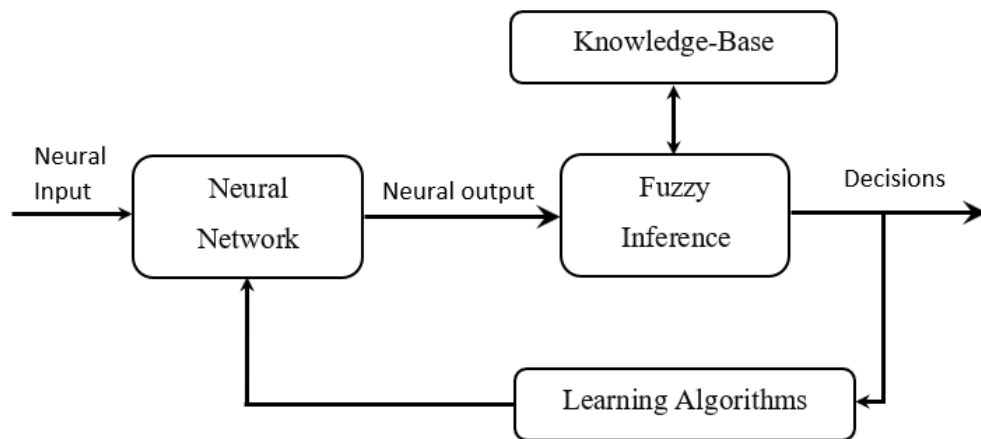 Knowledge-Base
Neural
Input
Neural
Network
Neural output
Fuzzy
Inference
Decisions
Learning Algorithms